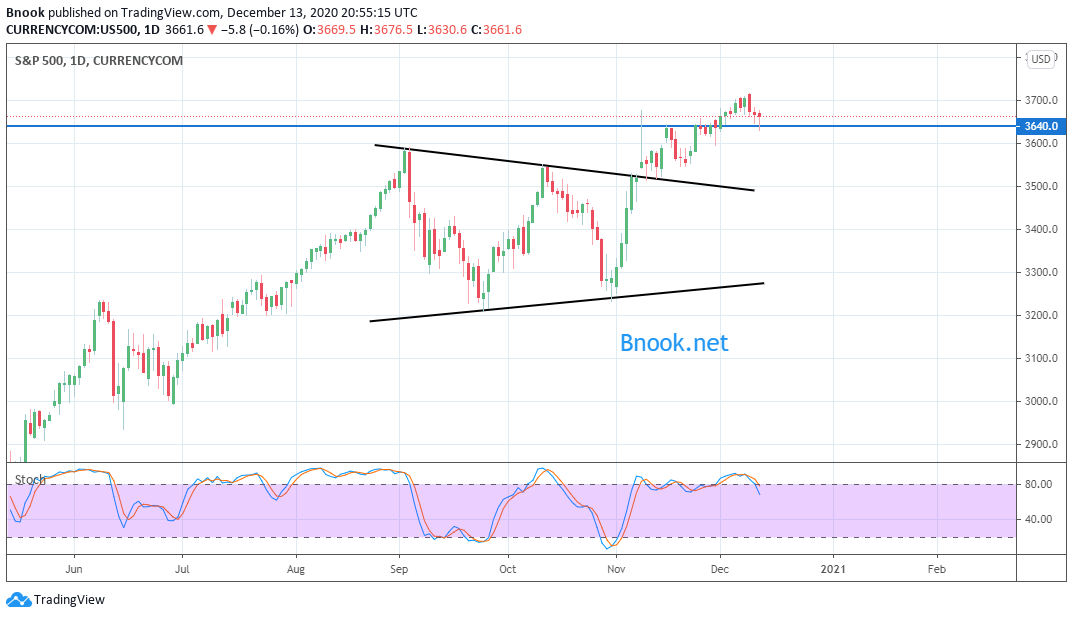 Bnook published on TradingView.com, December 13, 2020 20:55:15 UTC
CURRENCYCOM:US500, 1D 3661.6 ▼ −5.8 (−0.16%) O:3669.5 H:3676.5 L:3630.6 C:3661.6
S&P 500, 1D, CURRENCYCOM
USD
3700.0
3640.0
3600.0
3500.0
3400.0
3300.0
3200.0
Bnook.net
3100.0
3000.0
2900.0
Stoch
80.00
40.00
Jun Jul Aug Sep Oct Nov Dec 2021 Feb
TradingView